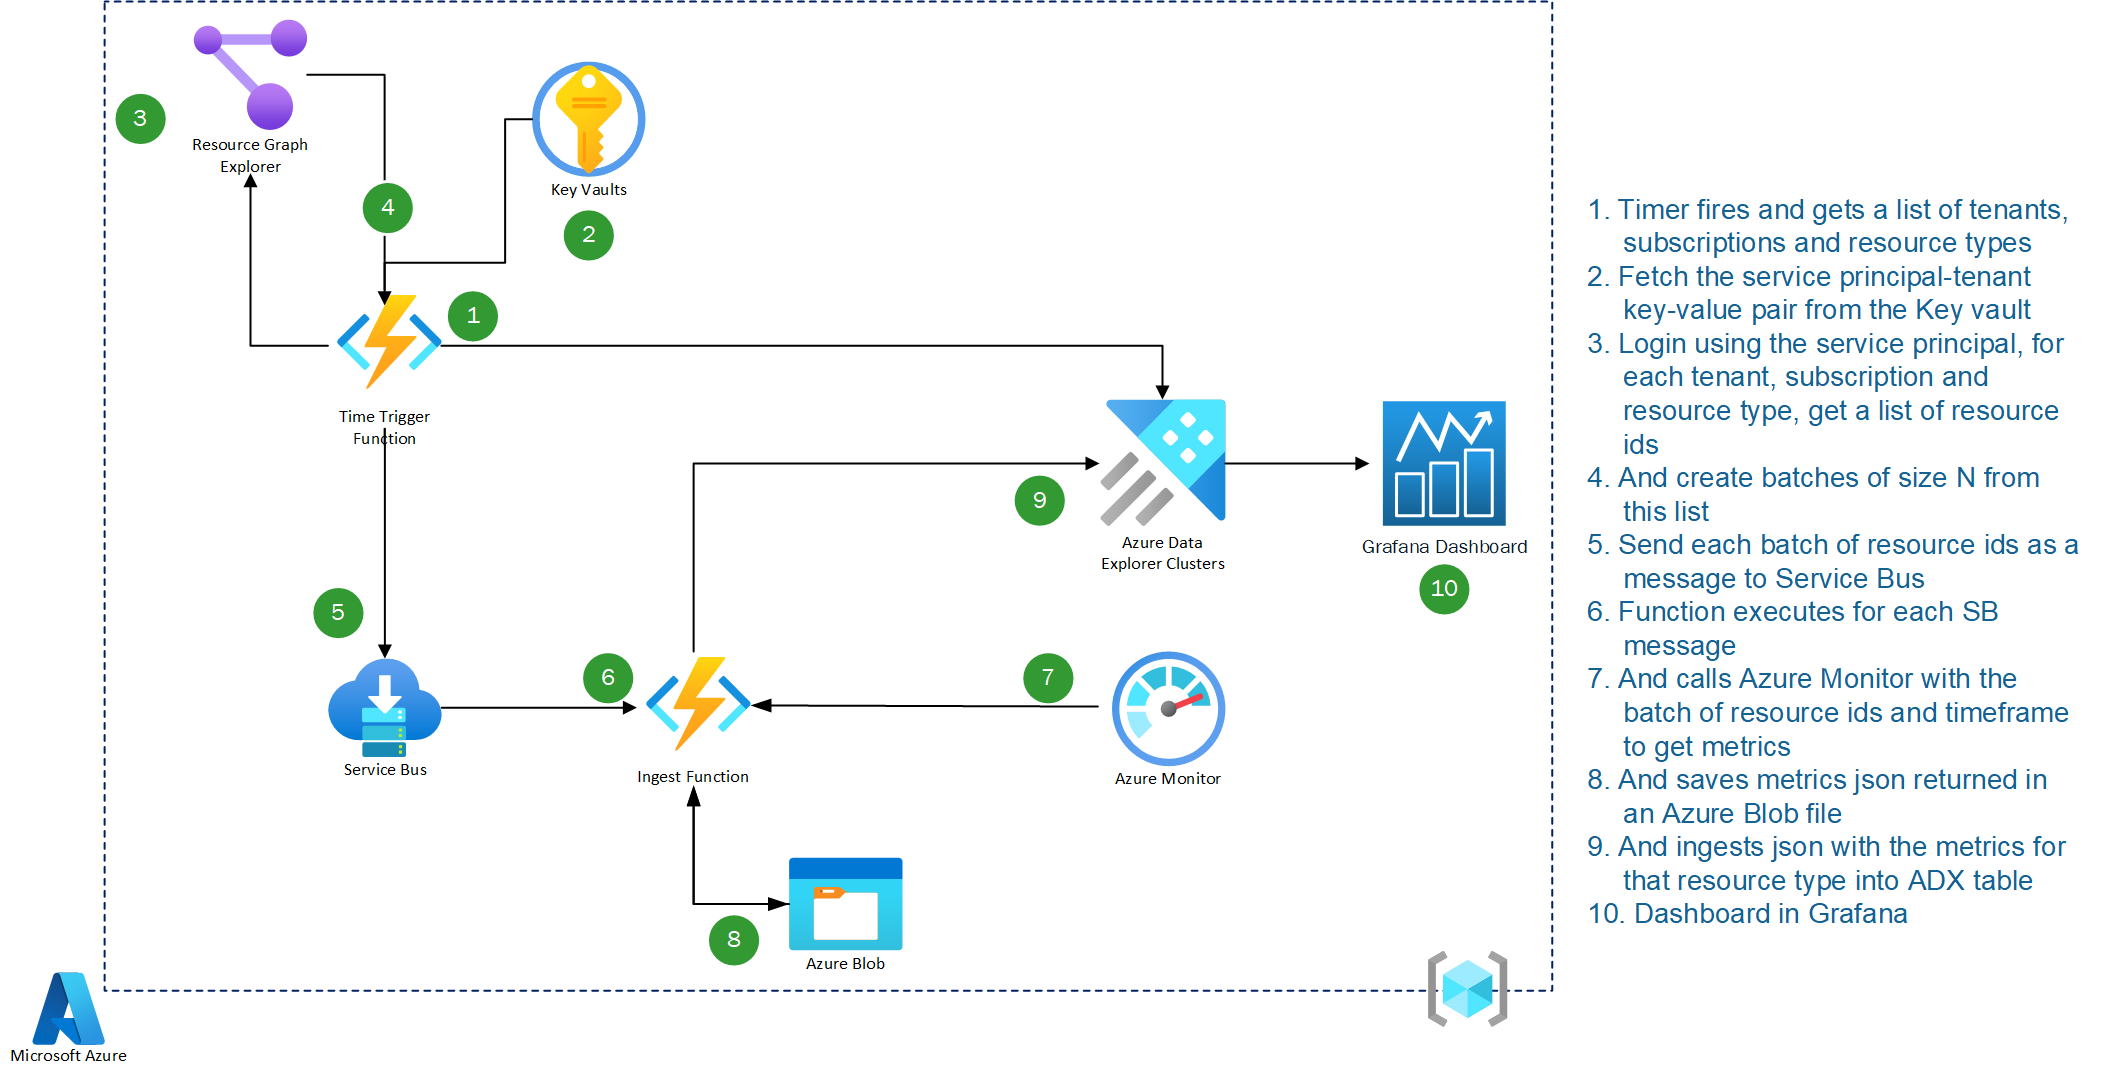 3
Resource Graph
Explorer
4
Key Vaults
2
1
Time Trigger
Function
9
Azure Data
Explorer Clusters
Grafana Dashboard
10
5
Service Bus
6
Ingest Function
7
Azure Monitor
8
Azure Blob
Microsoft Azure
1. Timer fires and gets a list of tenants,
subscriptions and resource types
2. Fetch the service principal-tenant
key-value pair from the Key vault
3. Login using the service principal, for
each tenant, subscription and
resource type, get a list of resource
ids
4. And create batches of size N from
this list
5. Send each batch of resource ids as a
message to Service Bus
6. Function executes for each SB
message
7. And calls Azure Monitor with the
batch of resource ids and timeframe
to get metrics
8. And saves metrics json returned in
an Azure Blob file
9. And ingests json with the metrics for
that resource type into ADX table
10. Dashboard in Grafana